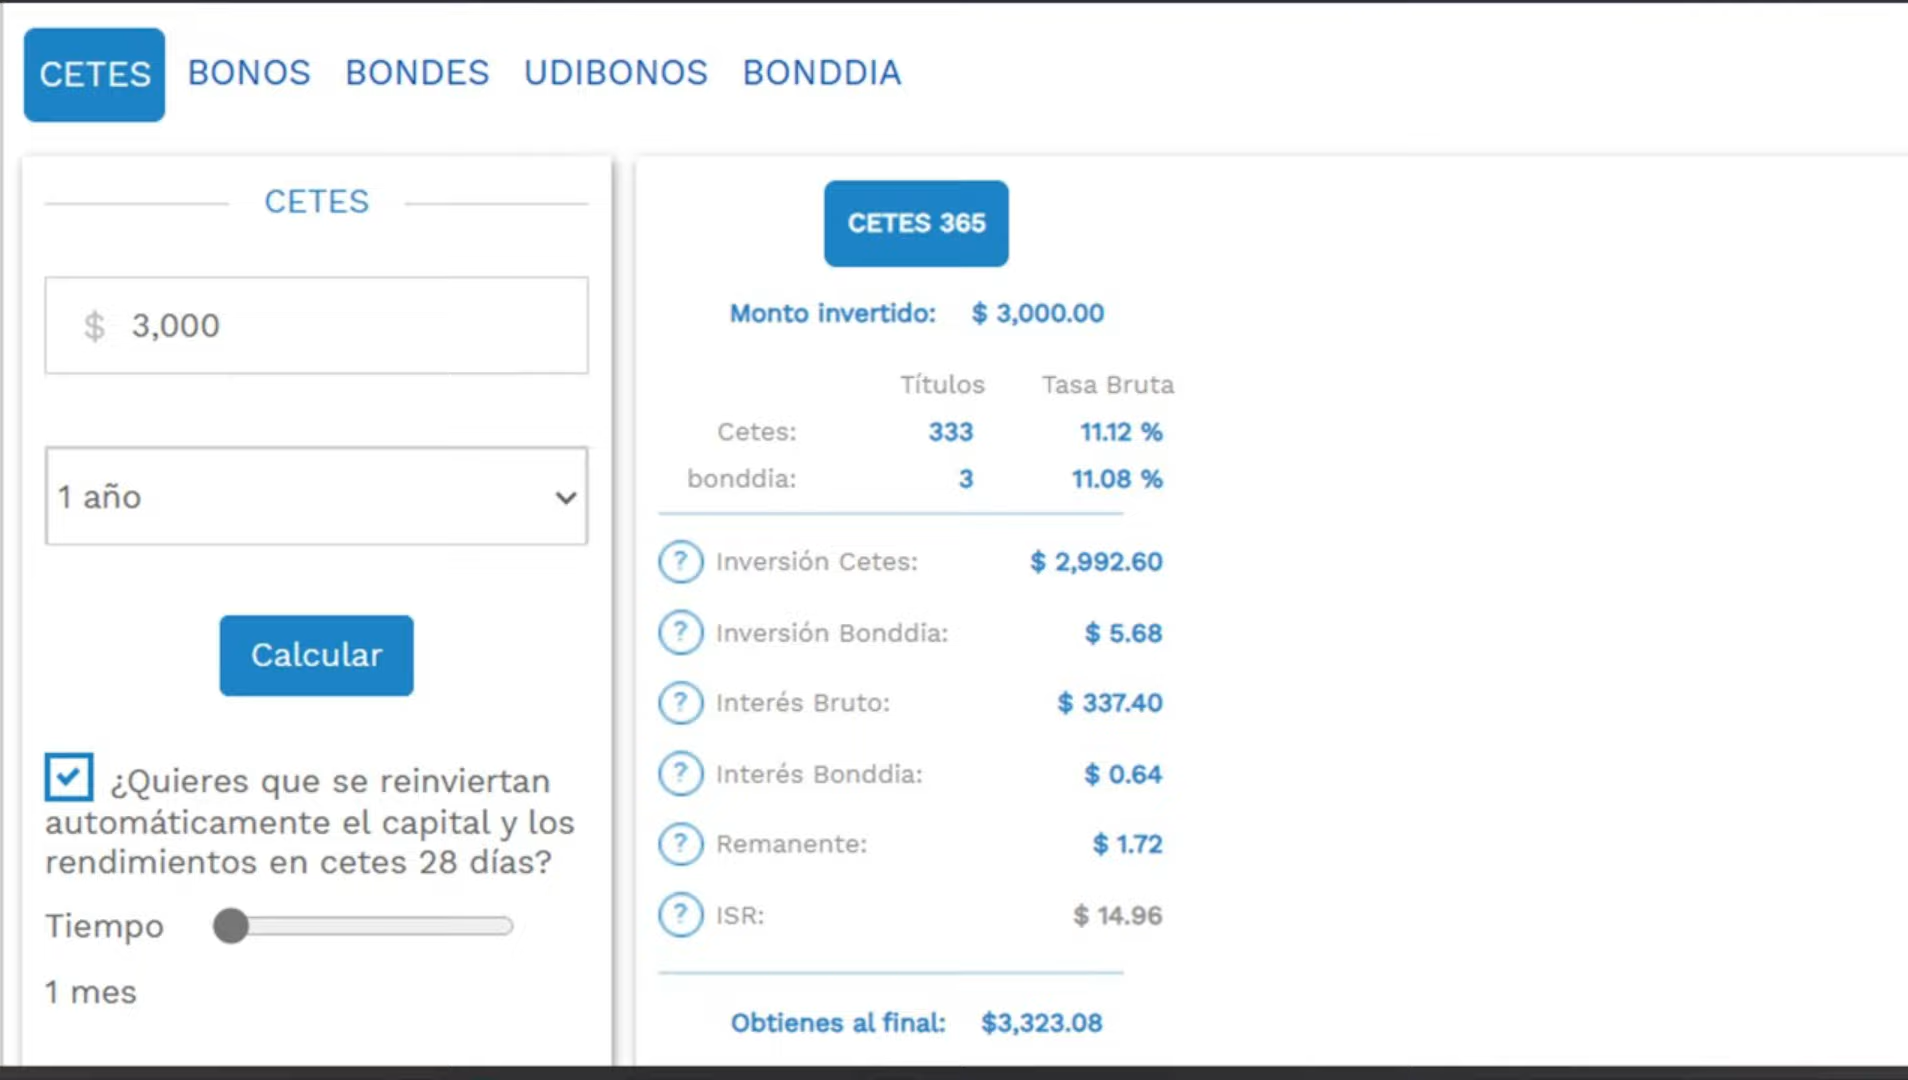 CETES BONOS BONDES UDIBONOS BONDDIA
CETES
$ 3,000
1 año
Calcular
¿Quieres que se reinviertan
automáticamente el capital y los
rendimientos en cetes 28 días?
Tiempo
1 mes
CETES 365
Monto invertido: $ 3,000.00
Títulos Tasa Bruta
Cetes: 333 11.12 %
bonddia: 3 11.08 %
? Inversión Cetes: $ 2,992.60
? Inversión Bonddia: $ 5.68
? Interés Bruto: $ 337.40
? Interés Bonddia: $ 0.64
? Remanente: $ 1.72
? ISR: $ 14.96
Obtienes al final: $3,323.08